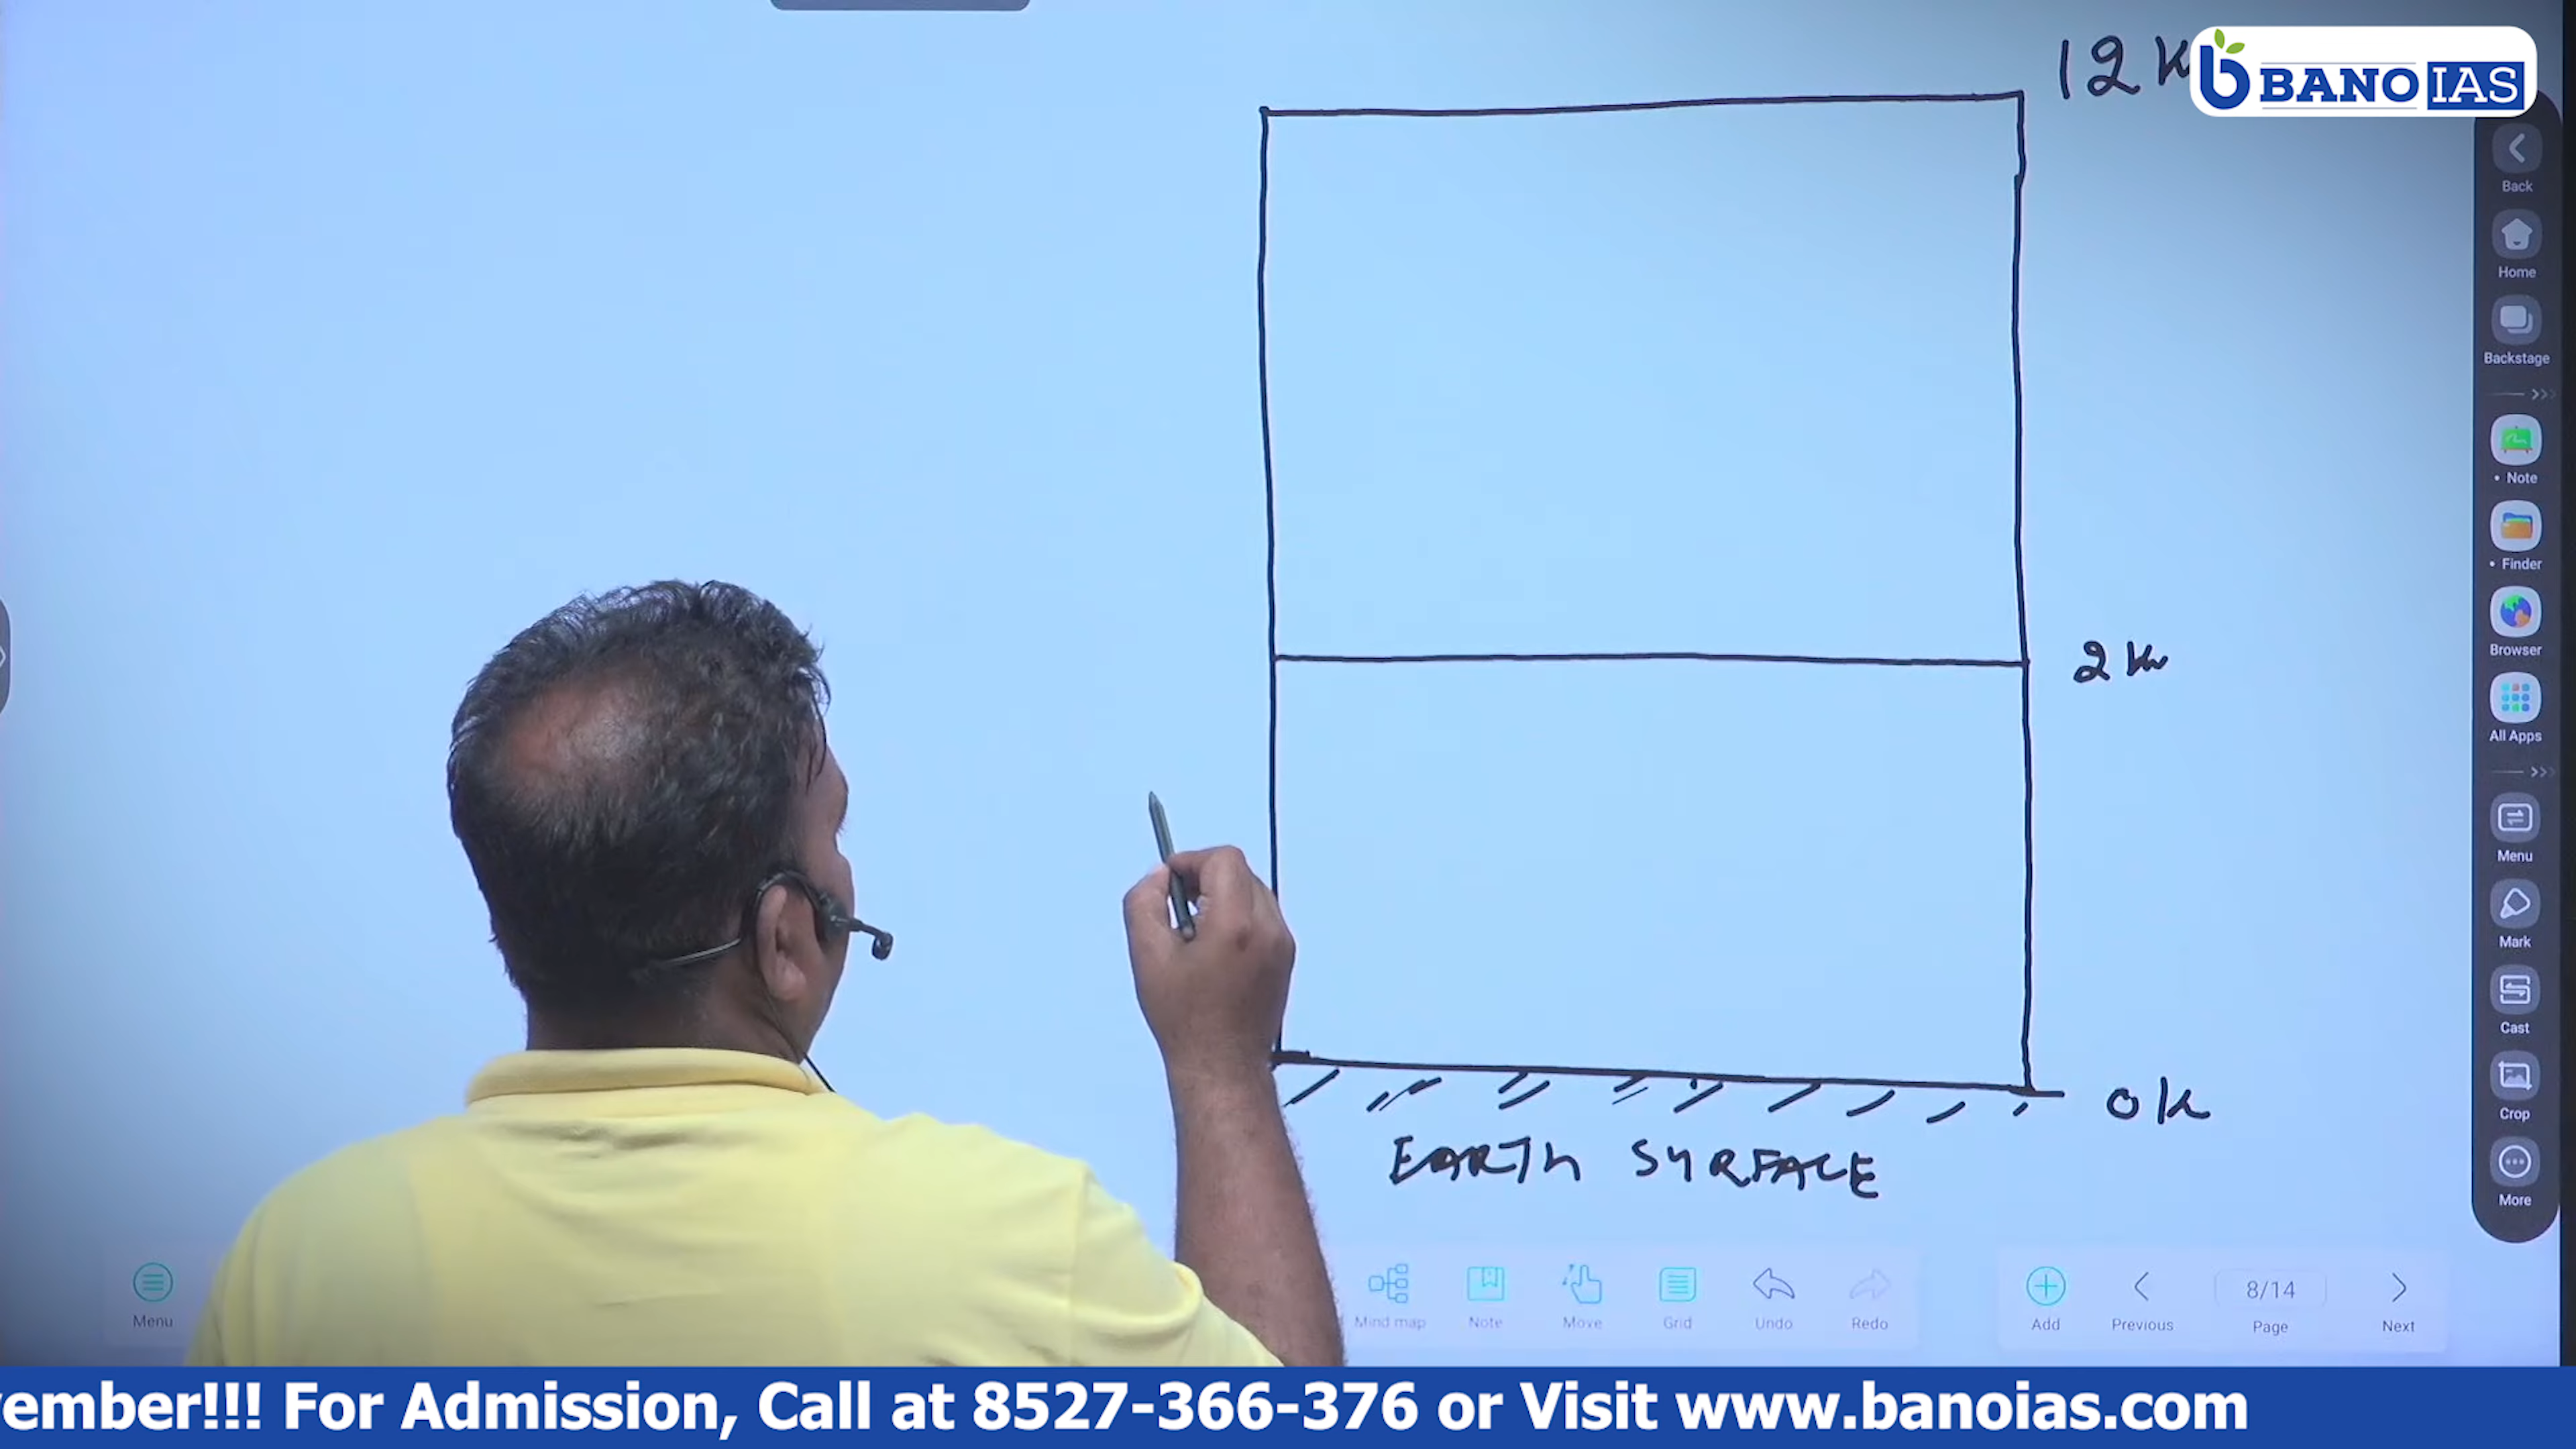 12 K
BANO IAS
Back
Home
Backstage
Note
Finder
Browser
2 Km
All Apps
Menu
Mark
Cast
0 K
Crop
EARTH SURFACE
More
Menu
Mind map
Note
Move
Grid
Undo
Redo
Add
Previous
8/14
Page
Next
vember!!! For Admission, Call at 8527-366-376 or Visit www.banoias.com